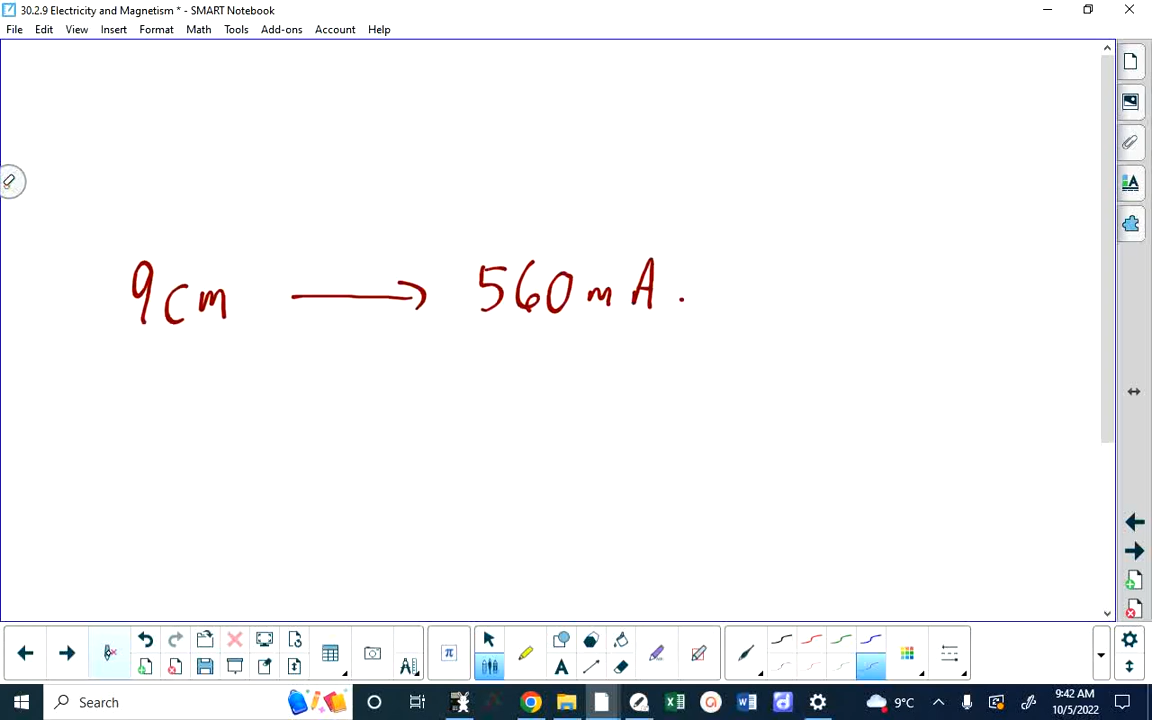 30.2.9 Electricity and Magnetism * - SMART Notebook
File Edit View Insert Format Math Tools Add-ons Account Help
9cm → 560mA.
Search
9°C
9:42 AM
10/5/2022